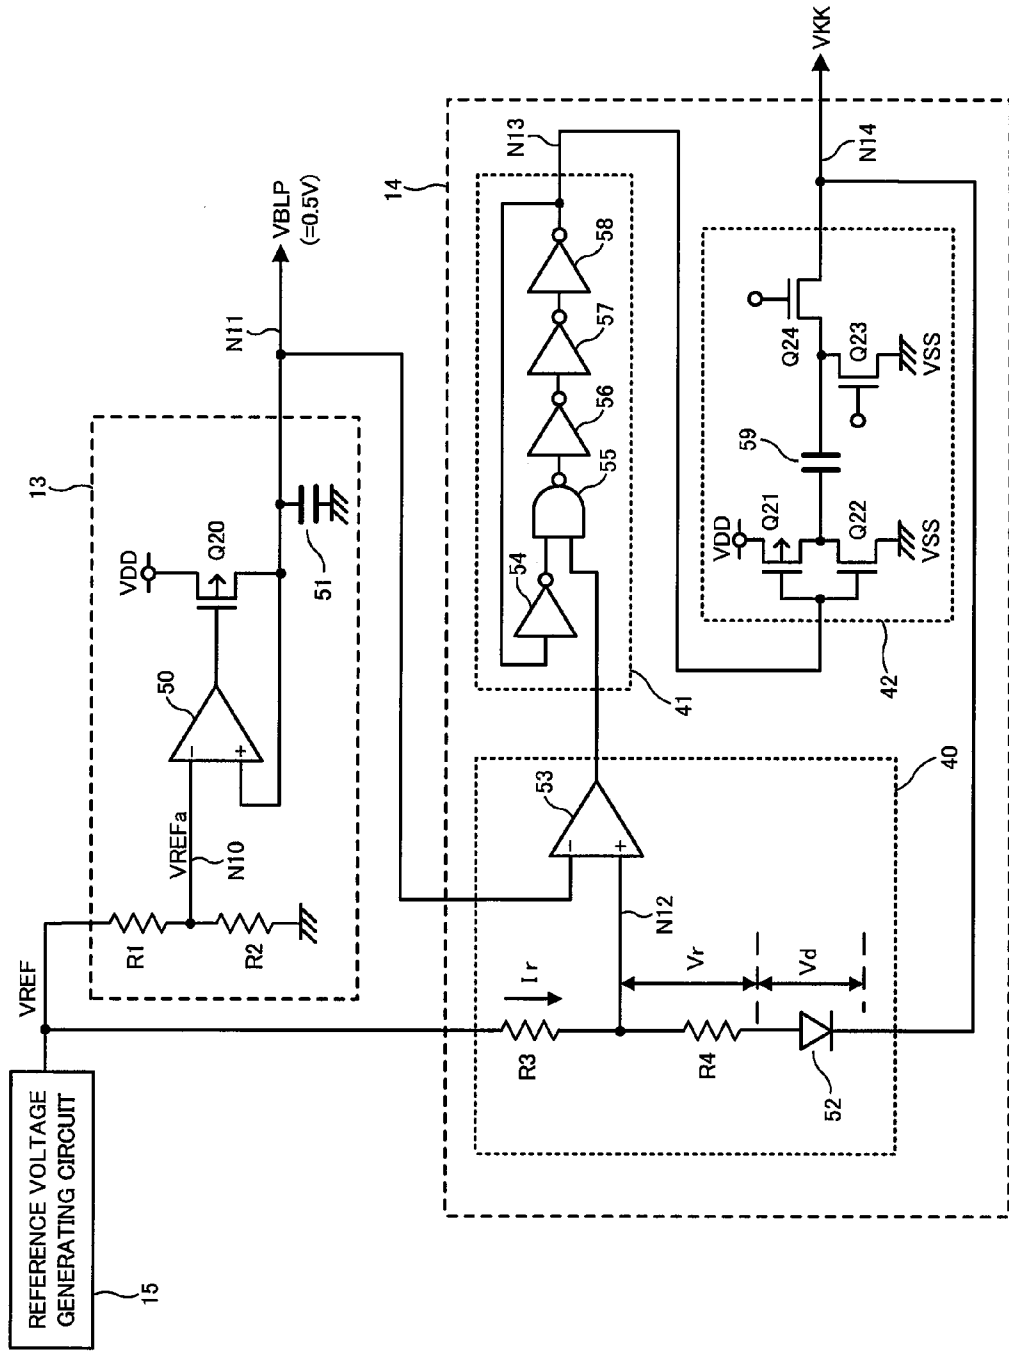 REFERENCE VOLTAGE
GENERATING CIRCUIT
15
VREF
13
R1
R2
VREFa
N10
50
−
+
VDD
Q20
51
N11
VBLP
(=0.5V)
14
40
R3
Ir
N12
Vr
Vd
R4
52
53
−
+
41
54
55
56
57
58
N13
42
VDD
Q21
Q22
VSS
59
Q24
Q23
VSS
N14
VKK